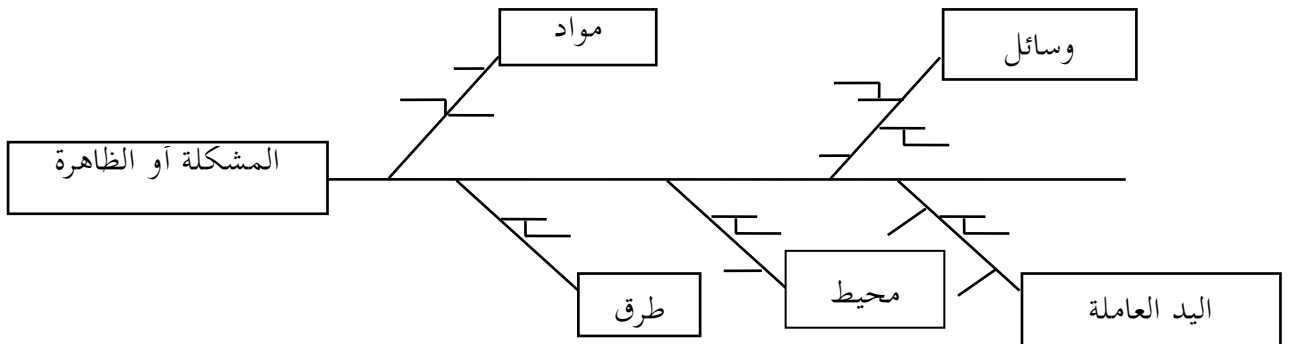 وسائل
مواد
المشكلة أو الظاهرة
اليد العاملة
محيط
طرق